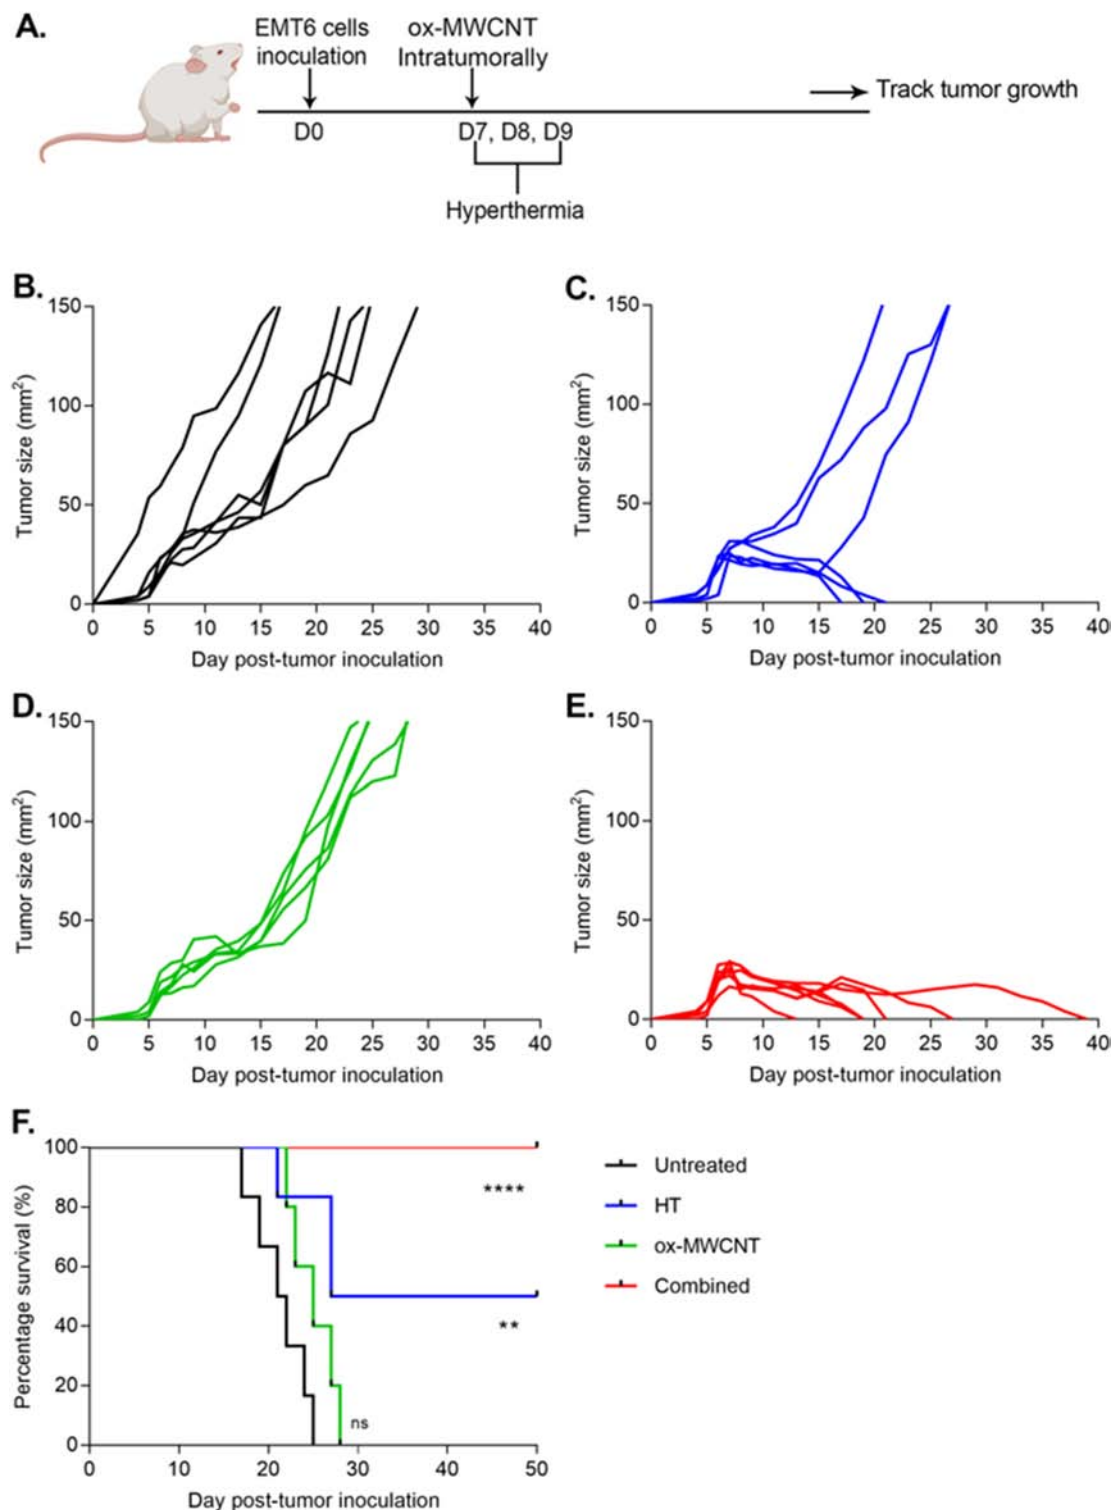 A.
EMT6 cells
inoculation
ox-MWCNT
Intratumorally
Track tumor growth
D0
D7, D8, D9
Hyperthermia
B.
Tumor size (mm²)
150
100
50
0
0 5 10 15 20 25 30 35 40
Day post-tumor inoculation
C.
Tumor size (mm²)
150
100
50
0
0 5 10 15 20 25 30 35 40
Day post-tumor inoculation
D.
Tumor size (mm²)
150
100
50
0
0 5 10 15 20 25 30 35 40
Day post-tumor inoculation
E.
Tumor size (mm²)
150
100
50
0
0 5 10 15 20 25 30 35 40
Day post-tumor inoculation
F.
Percentage survival (%)
100
80
60
40
20
0
0 10 20 30 40 50
Day post-tumor inoculation
****
**
ns
Untreated
HT
ox-MWCNT
Combined